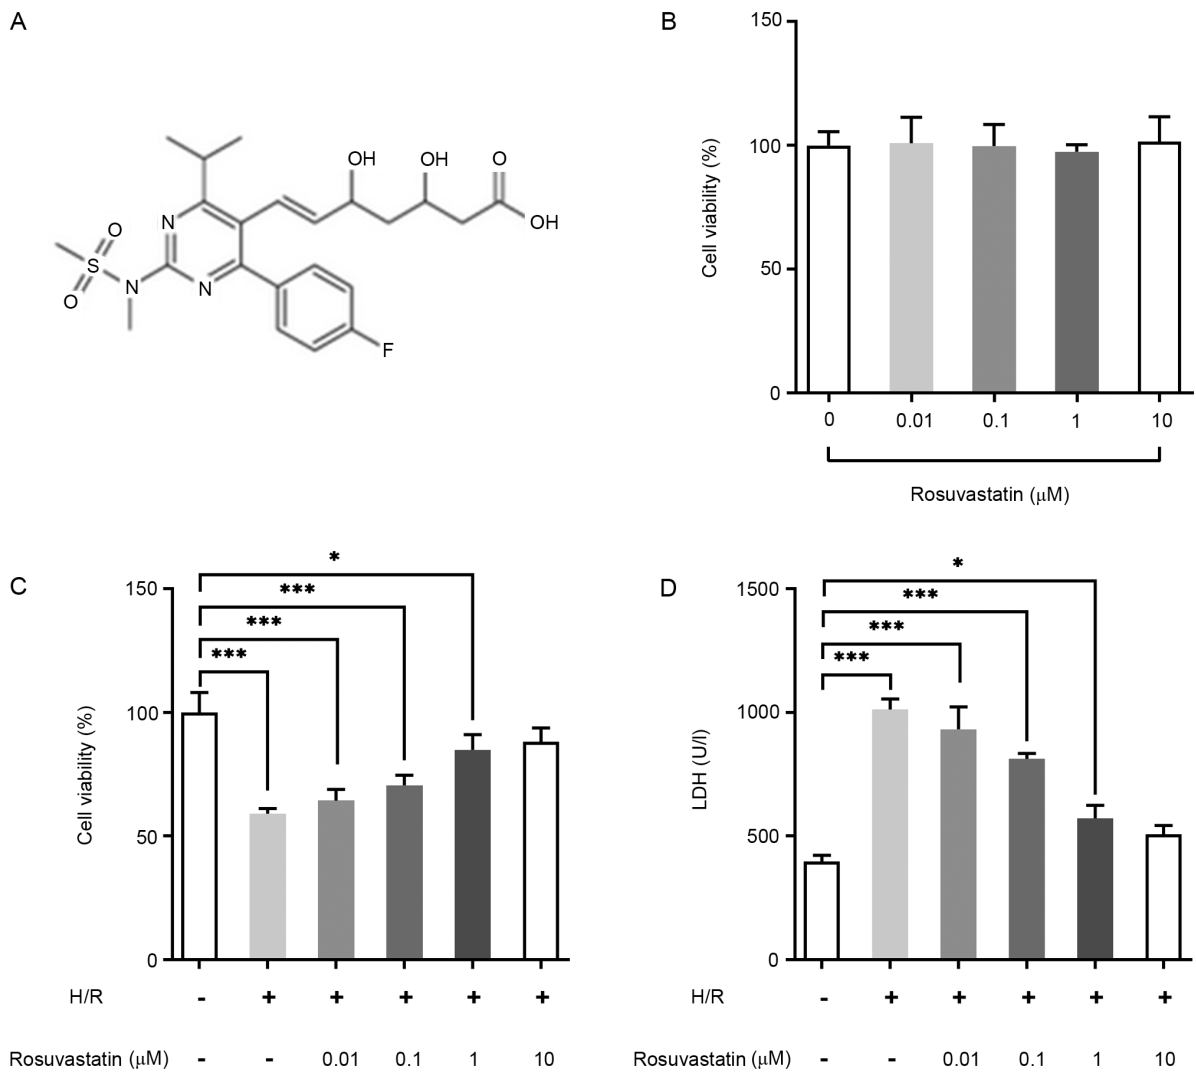 A
OH
OH
O
OH
N
N
O
S
O
N
F
B
150
100
50
0
Cell viability (%)
0 0.01 0.1 1 10
Rosuvastatin (μM)
C
150
100
50
0
Cell viability (%)
*
***
***
***
H/R - + + + + +
Rosuvastatin (μM) - - 0.01 0.1 1 10
D
1500
1000
500
0
LDH (U/l)
*
***
***
***
H/R - + + + + +
Rosuvastatin (μM) - - 0.01 0.1 1 10